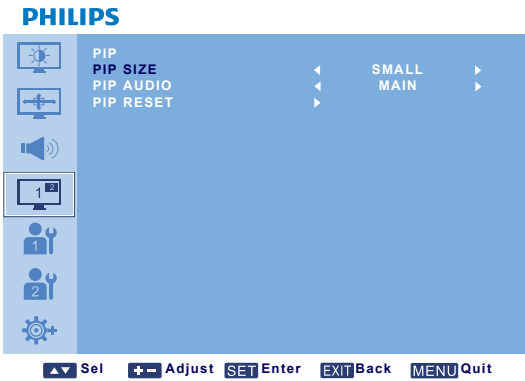 PHILIPS
PIP
PIP SIZE SMALL
PIP AUDIO MAIN
PIP RESET
1 2
1
2
Sel Adjust SET Enter EXIT Back MENU Quit